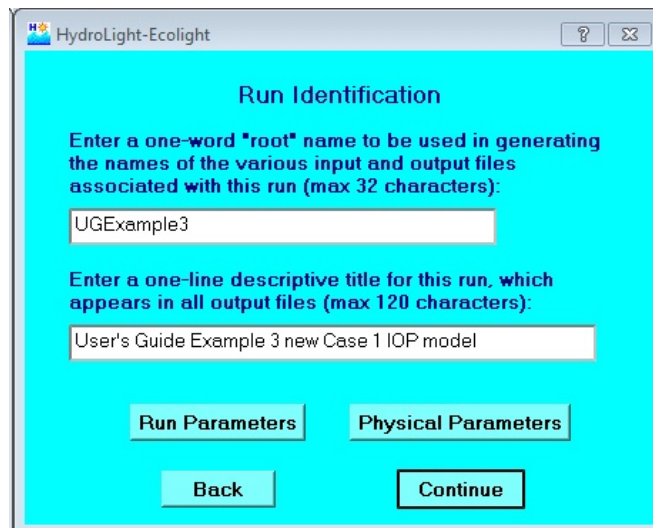 HydroLight-Ecolight
Run Identification
Enter a one-word "root" name to be used in generating
the names of the various input and output files
associated with this run (max 32 characters):
UGExample3
Enter a one-line descriptive title for this run, which
appears in all output files (max 120 characters):
User's Guide Example 3 new Case 1 IOP model
Run Parameters
Physical Parameters
Back
Continue